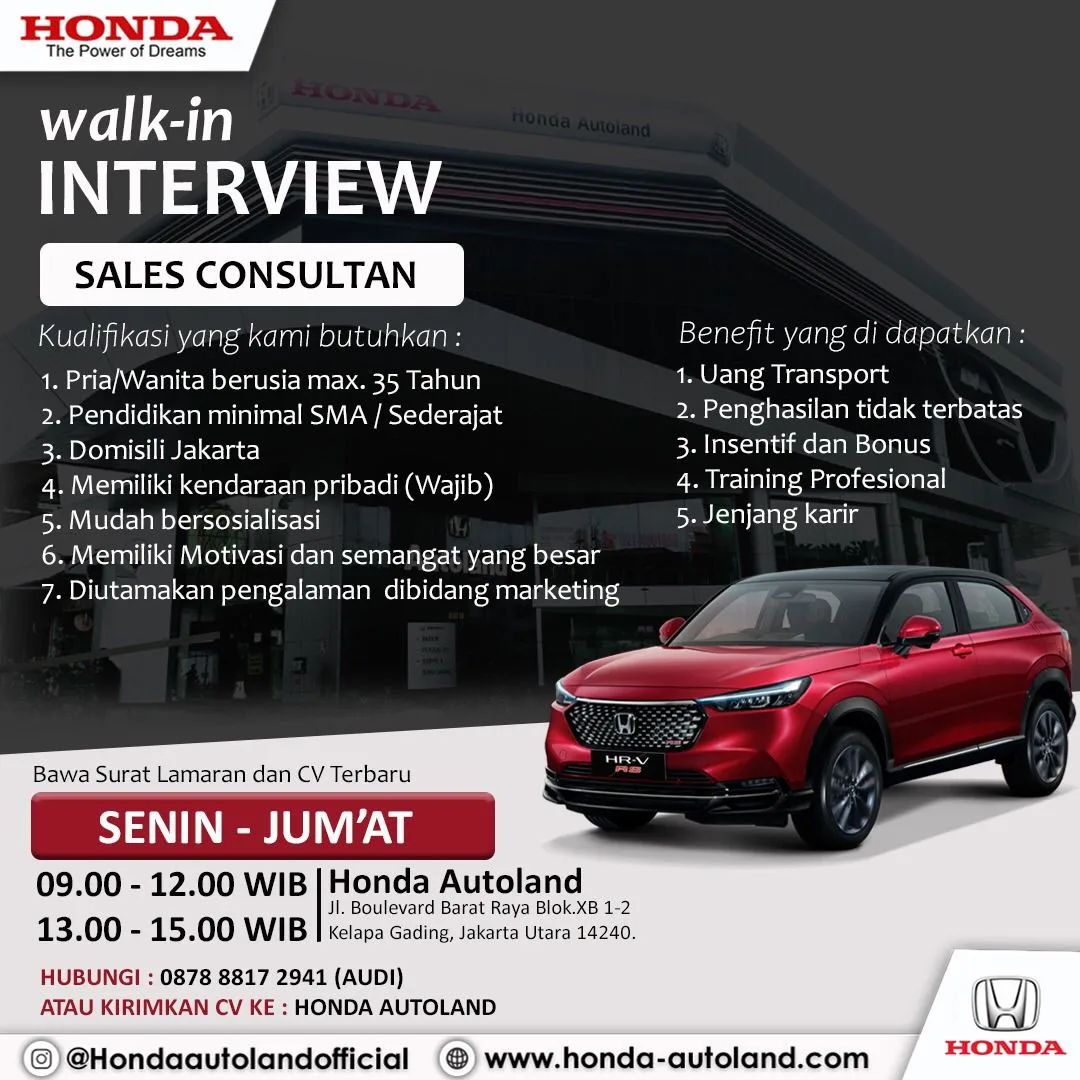 HONDA
The Power of Dreams
HONDA
Honda Autoland
walk-in
INTERVIEW
SALES CONSULTAN
Kualifikasi yang kami butuhkan :
1. Pria/Wanita berusia max. 35 Tahun
2. Pendidikan minimal SMA / Sederajat
3. Domisili Jakarta
4. Memiliki kendaraan pribadi (Wajib)
5. Mudah bersosialisasi
6. Memiliki Motivasi dan semangat yang besar
7. Diutamakan pengalaman dibidang marketing
Benefit yang di dapatkan :
1. Uang Transport
2. Penghasilan tidak terbatas
3. Insentif dan Bonus
4. Training Profesional
5. Jenjang karir
Autoland
HR-V
RS
Bawa Surat Lamaran dan CV Terbaru
SENIN - JUM'AT
09.00 - 12.00 WIB
13.00 - 15.00 WIB
Honda Autoland
Jl. Boulevard Barat Raya Blok.XB 1-2
Kelapa Gading, Jakarta Utara 14240.
HUBUNGI : 0878 8817 2941 (AUDI)
ATAU KIRIMKAN CV KE : HONDA AUTOLAND
@Hondaautolandofficial
www.honda-autoland.com
HONDA